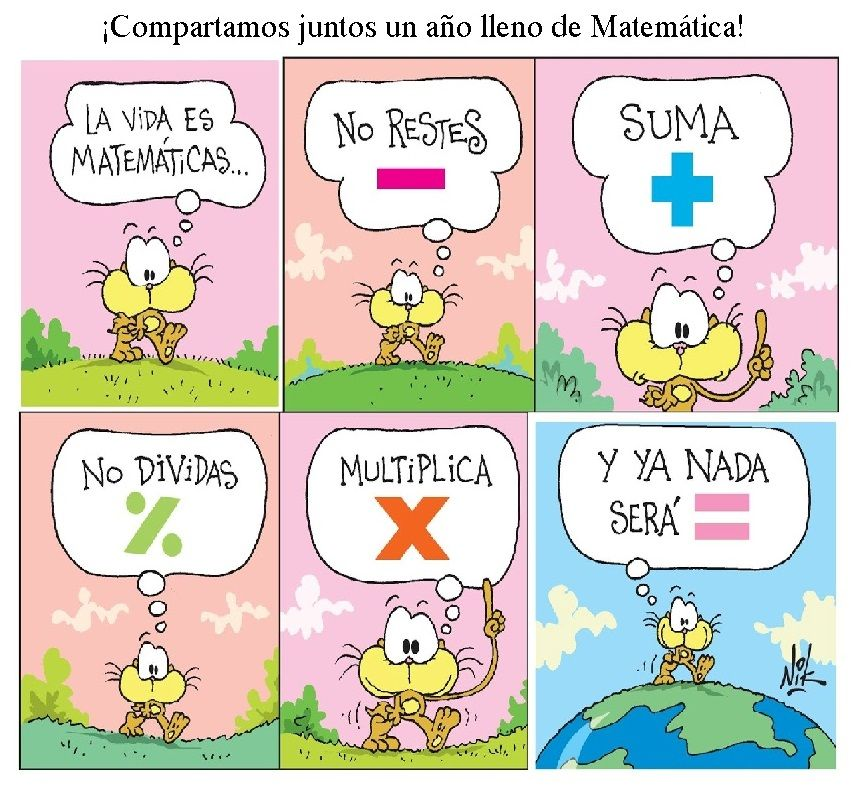 ¡Compartamos juntos un año lleno de Matemática!
LA ViDA ES
MATEMÁTiCAS...
No RESTES
-
SUMA
+
No DiViDAS
%
MULTiPLiCA
X
Y YA NADA
SERÁ =
Nik